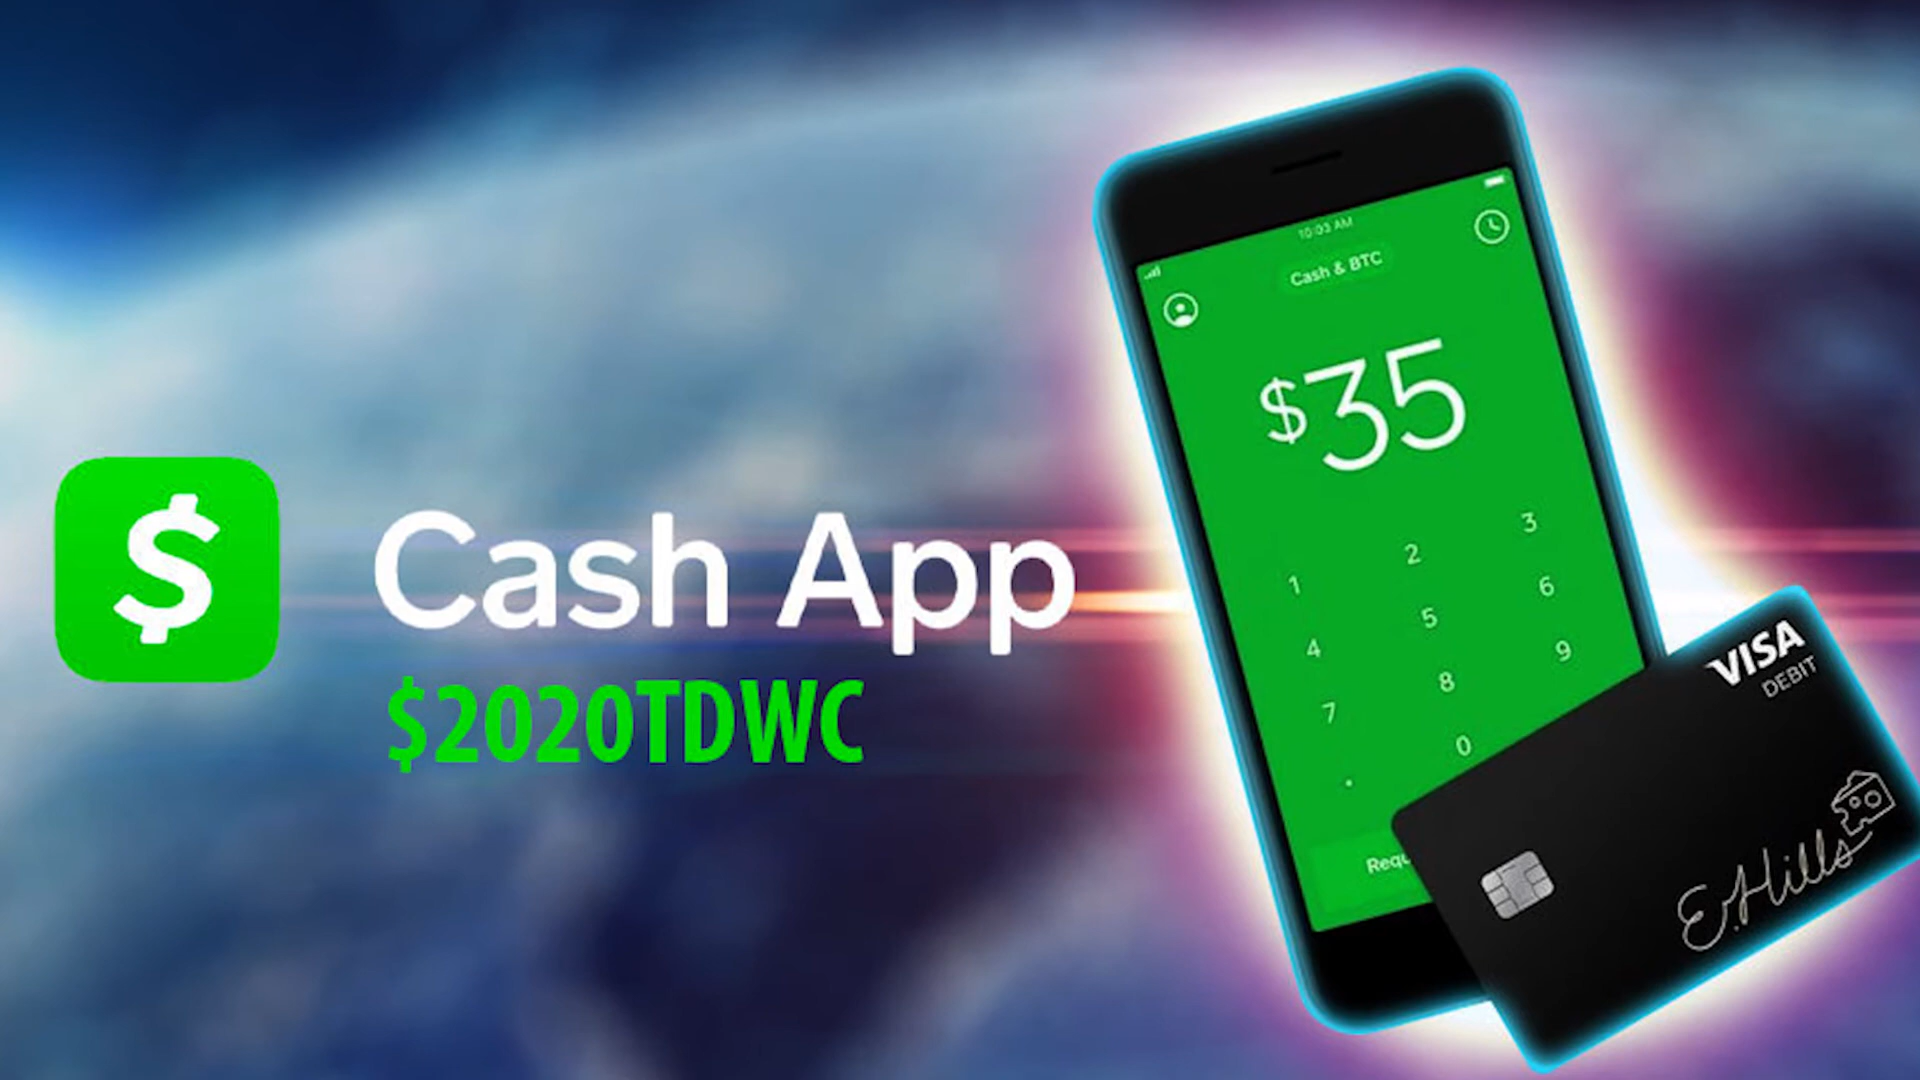 $
Cash App
$2020TDWC
10:03 AM
Cash & BTC
$35
1 2 3
4 5 6
7 8 9
. 0
VISA
DEBIT
E.Hills